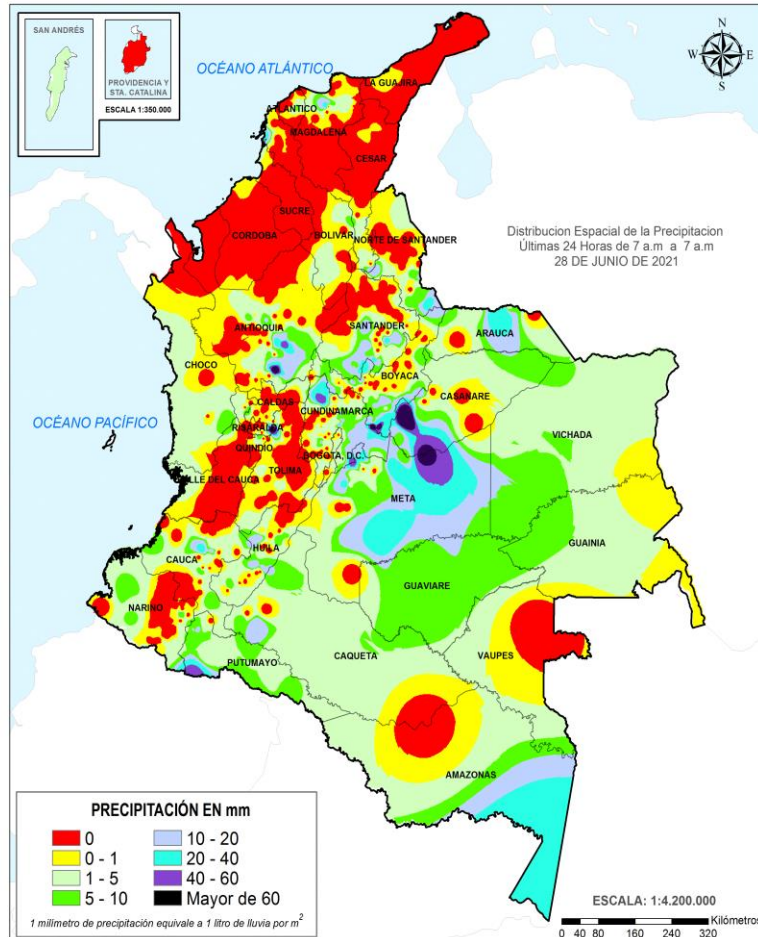 SAN ANDRÉS
PROVIDENCIA Y
STA. CATALINA
ESCALA 1:350.000
OCÉANO ATLÁNTICO
N
W
E
S
LA GUAJIRA
ATLANTICO
MAGDALENA
CESAR
SUCRE
CORDOBA
BOLIVAR
NORTE DE SANTANDER
Distribucion Espacial de la Precipitacion
Últimas 24 Horas de 7 a.m a 7 a.m
28 DE JUNIO DE 2021
ANTIOQUIA
SANTANDER
ARAUCA
CHOCO
BOYACA
CASANARE
CALDAS
CUNDINAMARCA
OCÉANO PACÍFICO
RISARALDA
VICHADA
QUINDIO
BOGOTA, D.C.
TOLIMA
VALLE DEL CAUCA
META
GUAINIA
HUILA
CAUCA
GUAVIARE
NARIÑO
CAQUETA
VAUPES
PUTUMAYO
AMAZONAS
PRECIPITACIÓN EN mm
0
10 - 20
0 - 1
20 - 40
1 - 5
40 - 60
5 - 10
Mayor de 60
1 milímetro de precipitación equivale a 1 litro de lluvia por m²
ESCALA: 1:4.200.000
Kilómetros
0 40 80 160 240 320